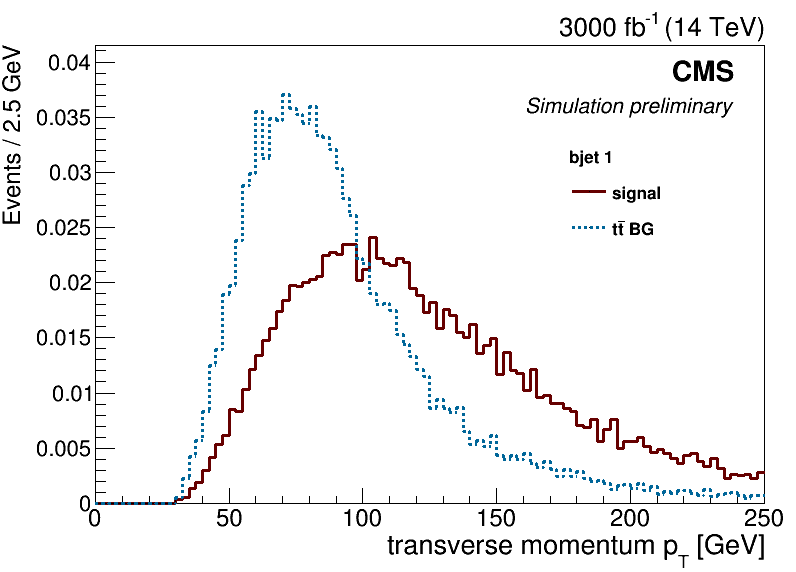 3000 fb⁻¹ (14 TeV)
CMS
Simulation preliminary
bjet 1
signal
tt̄ BG
Events / 2.5 GeV
0.04
0.035
0.03
0.025
0.02
0.015
0.01
0.005
0
0 50 100 150 200 250
transverse momentum p_T [GeV]